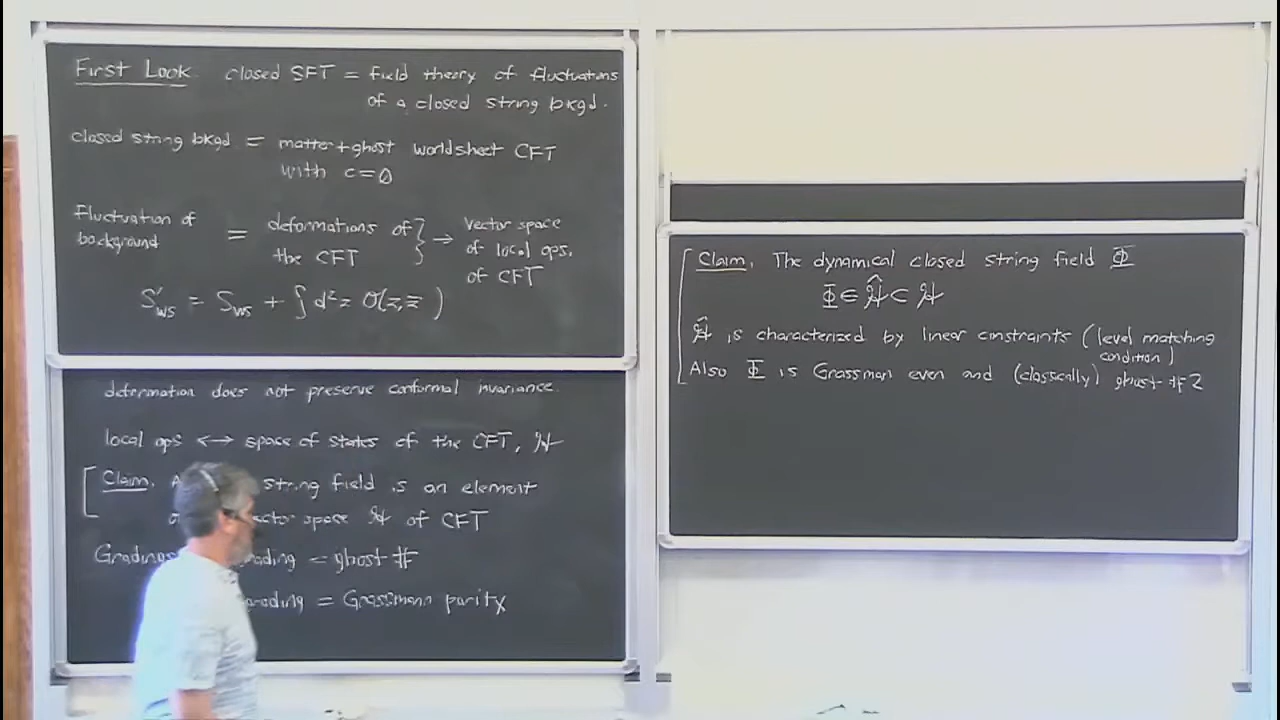 First Look. closed SFT = field theory of fluctuations
of a closed string bkgd.
closed string bkgd = matter+ghost worldsheet CFT
with c=0
Fluctuation of background = deformations of the CFT } → vector space of local ops. of CFT
S'ws = Sws + ∫ d²z O(z, z̄)
deformation does not preserve conformal invariance.
local ops ↔ space of states of the CFT, ℋ
Claim. string field is an element
space ℋ of CFT
Gradings = ghost #
= Grassmann parity
Claim. The dynamical closed string field Φ
Φ ∈ ℋ̂ ⊂ ℋ
ℋ̂ is characterized by linear constraints (level matching
condition)
Also Φ is Grassman even and (classically) ghost # 2